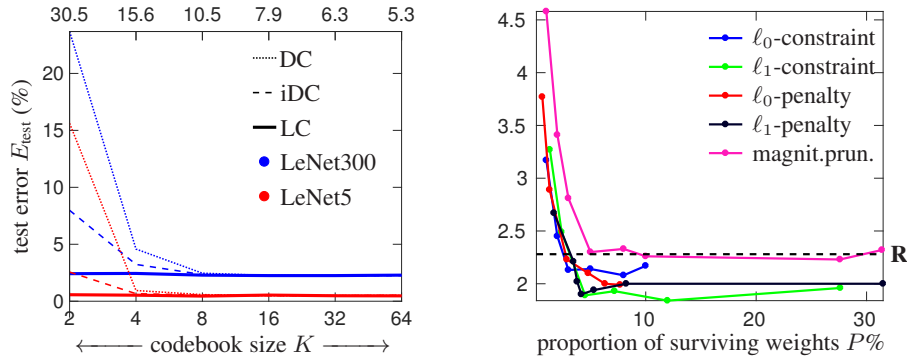 30.5 15.6 10.5 7.9 6.3 5.3
test error E_test (%)
20
15
10
5
0
DC
iDC
LC
LeNet300
LeNet5
2 4 8 16 32 64
codebook size K
4.5
4
3.5
3
2.5
2
ℓ0-constraint
ℓ1-constraint
ℓ0-penalty
ℓ1-penalty
magnit.prun.
R
10 20 30
proportion of surviving weights P%